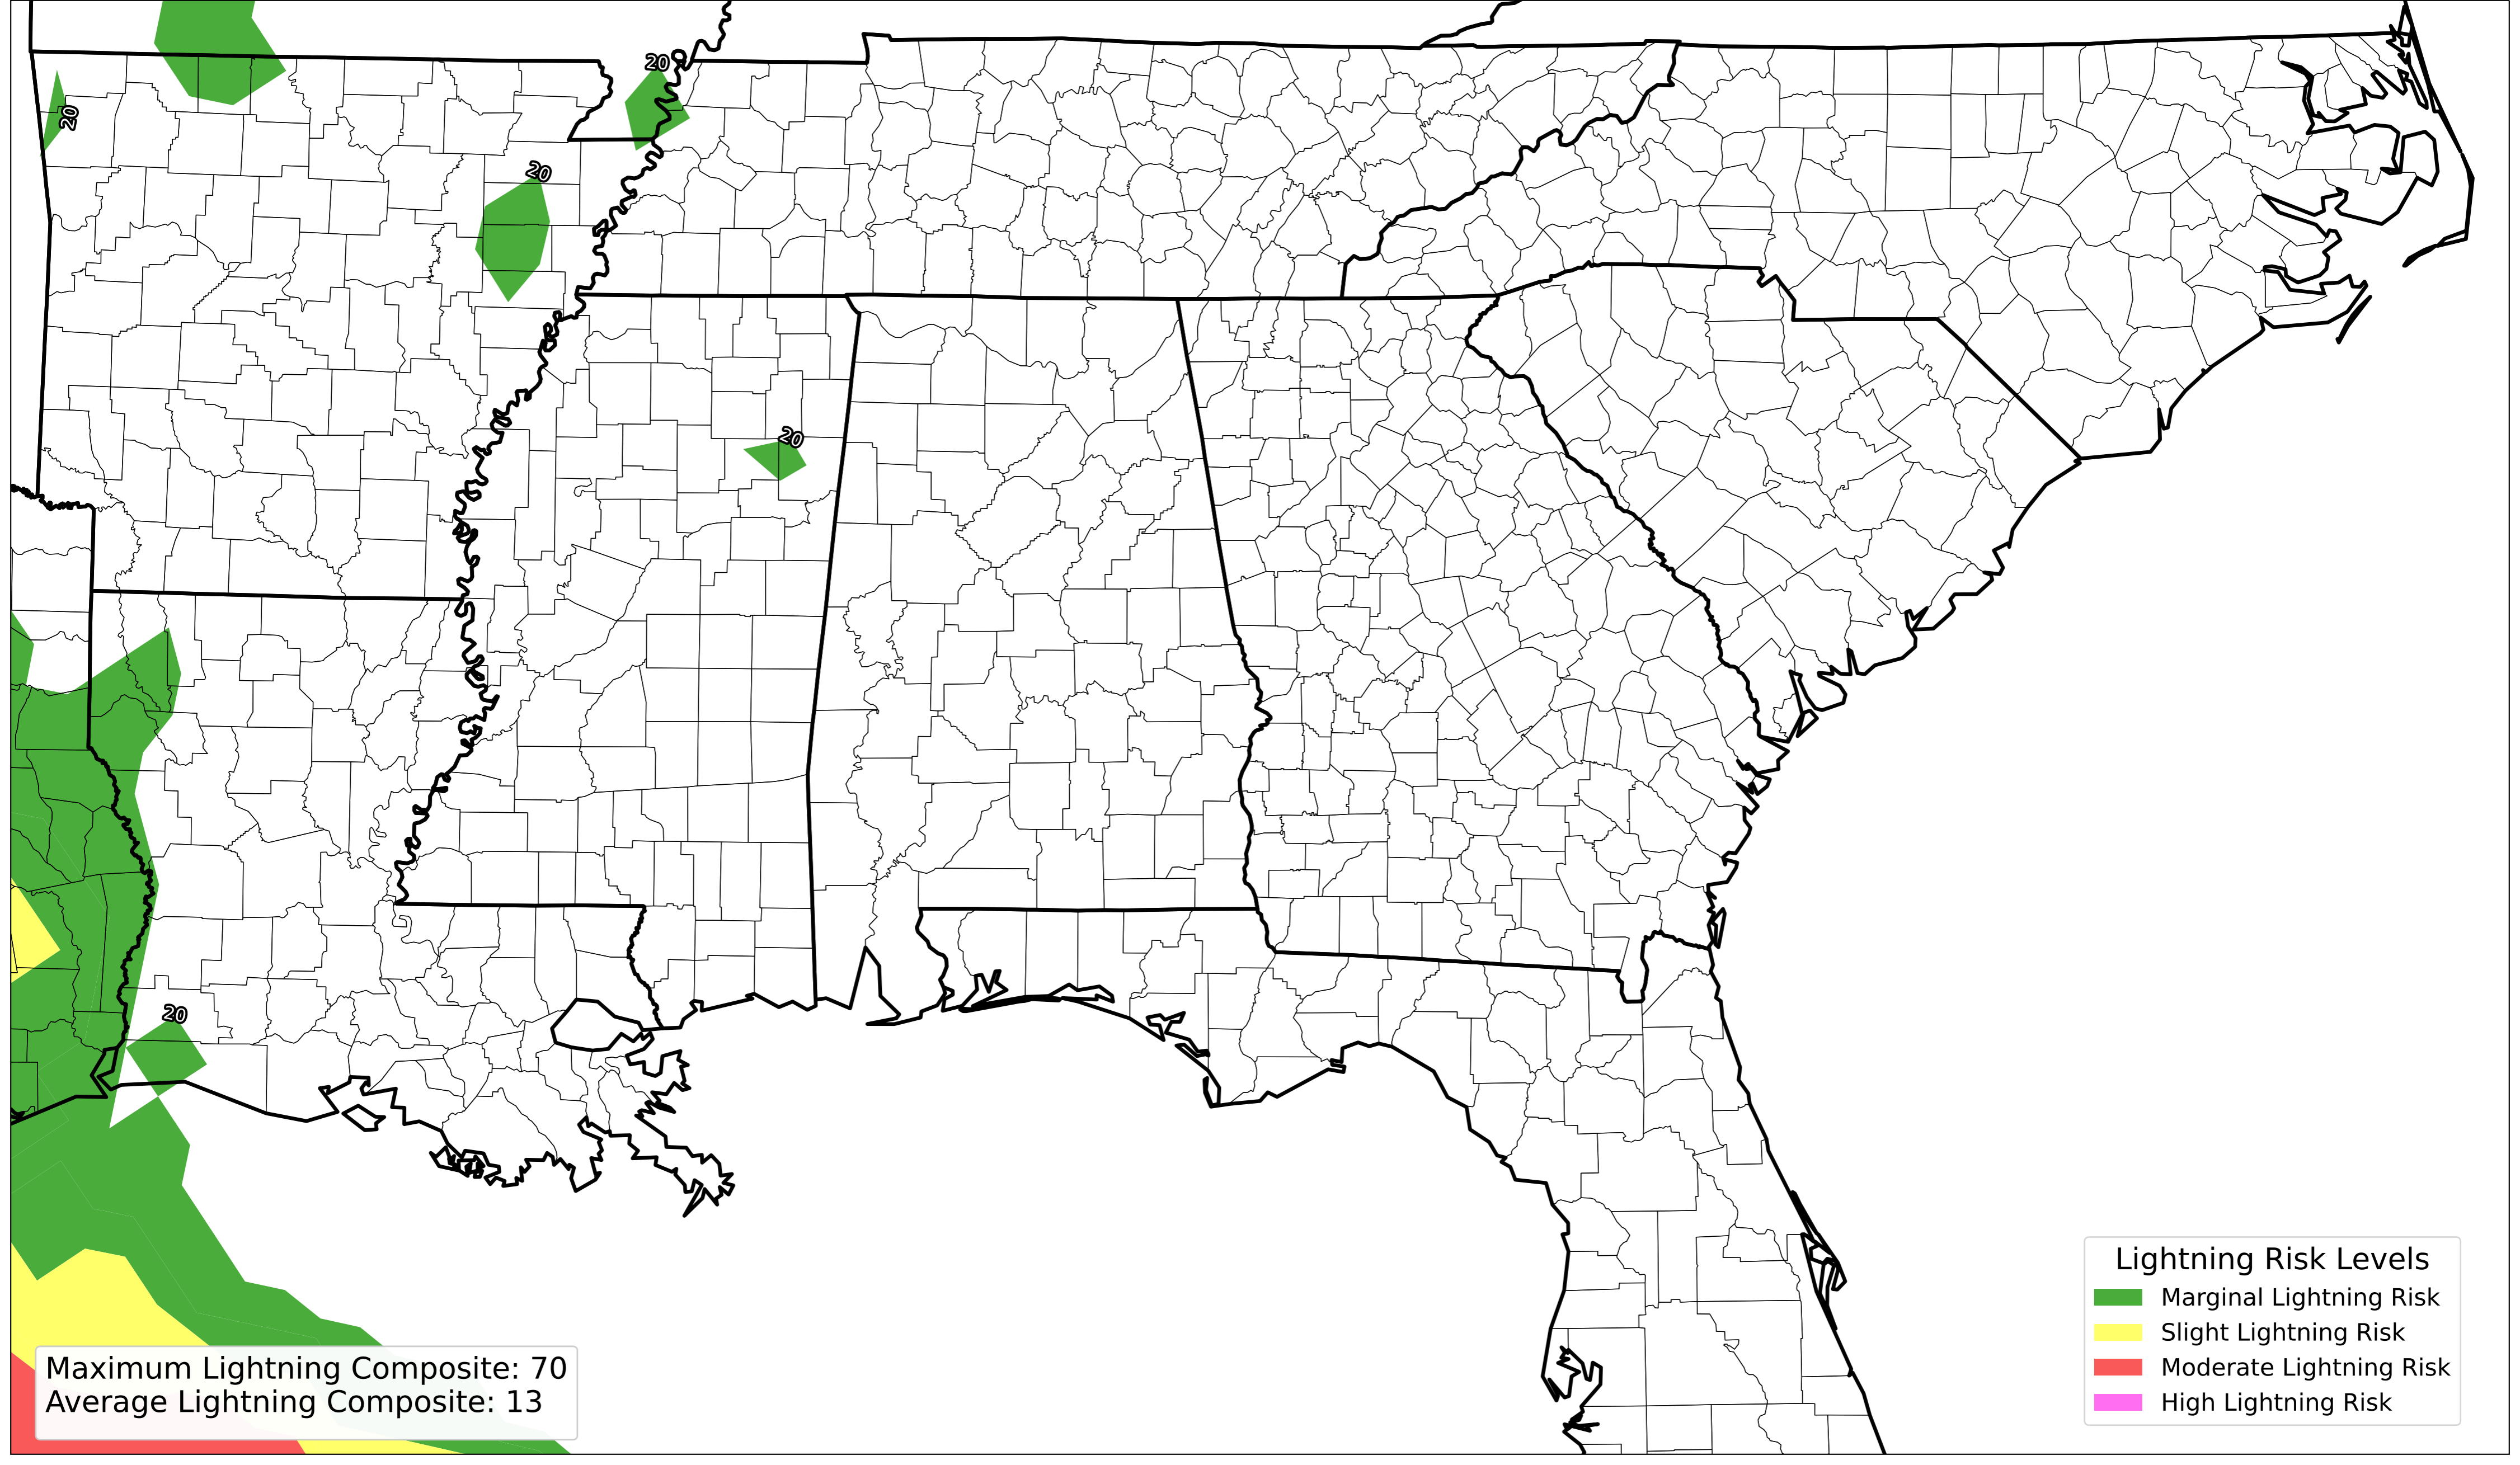 20
20
20
20
20
Maximum Lightning Composite: 70
Average Lightning Composite: 13
Lightning Risk Levels
Marginal Lightning Risk
Slight Lightning Risk
Moderate Lightning Risk
High Lightning Risk